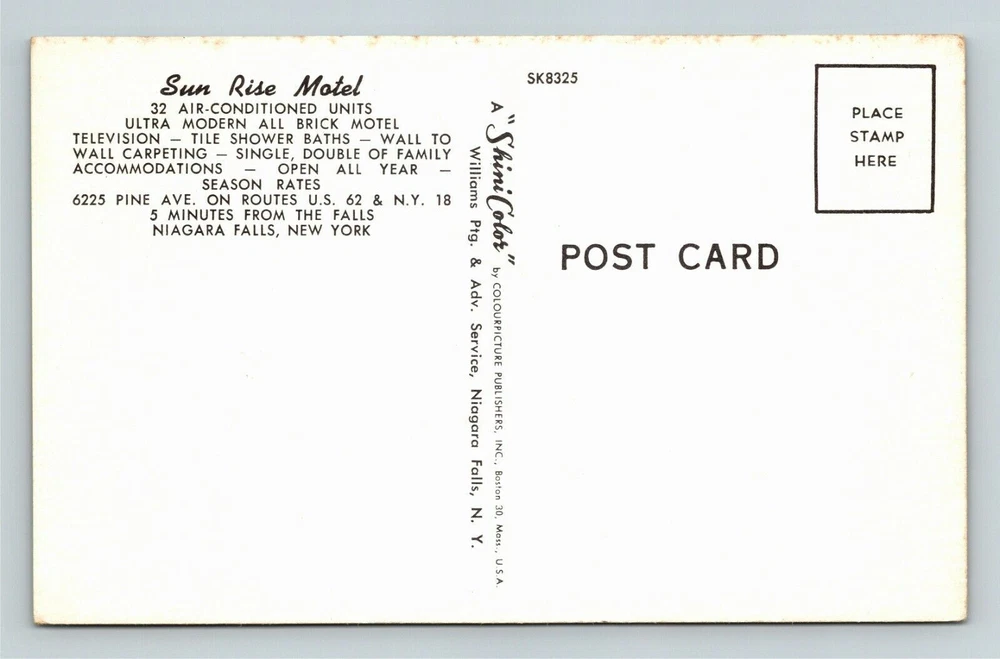 Sun Rise Motel
32 AIR-CONDITIONED UNITS
ULTRA MODERN ALL BRICK MOTEL
TELEVISION — TILE SHOWER BATHS — WALL TO
WALL CARPETING — SINGLE, DOUBLE OF FAMILY
ACCOMMODATIONS — OPEN ALL YEAR —
SEASON RATES
6225 PINE AVE. ON ROUTES U.S. 62 & N.Y. 18
5 MINUTES FROM THE FALLS
NIAGARA FALLS, NEW YORK
A "Shini Color" by COLOURPICTURE PUBLISHERS, INC., Boston 30, Mass., U.S.A.
Williams Ptg. & Adv. Service, Niagara Falls, N. Y.
SK8325
PLACE
STAMP
HERE
POST CARD